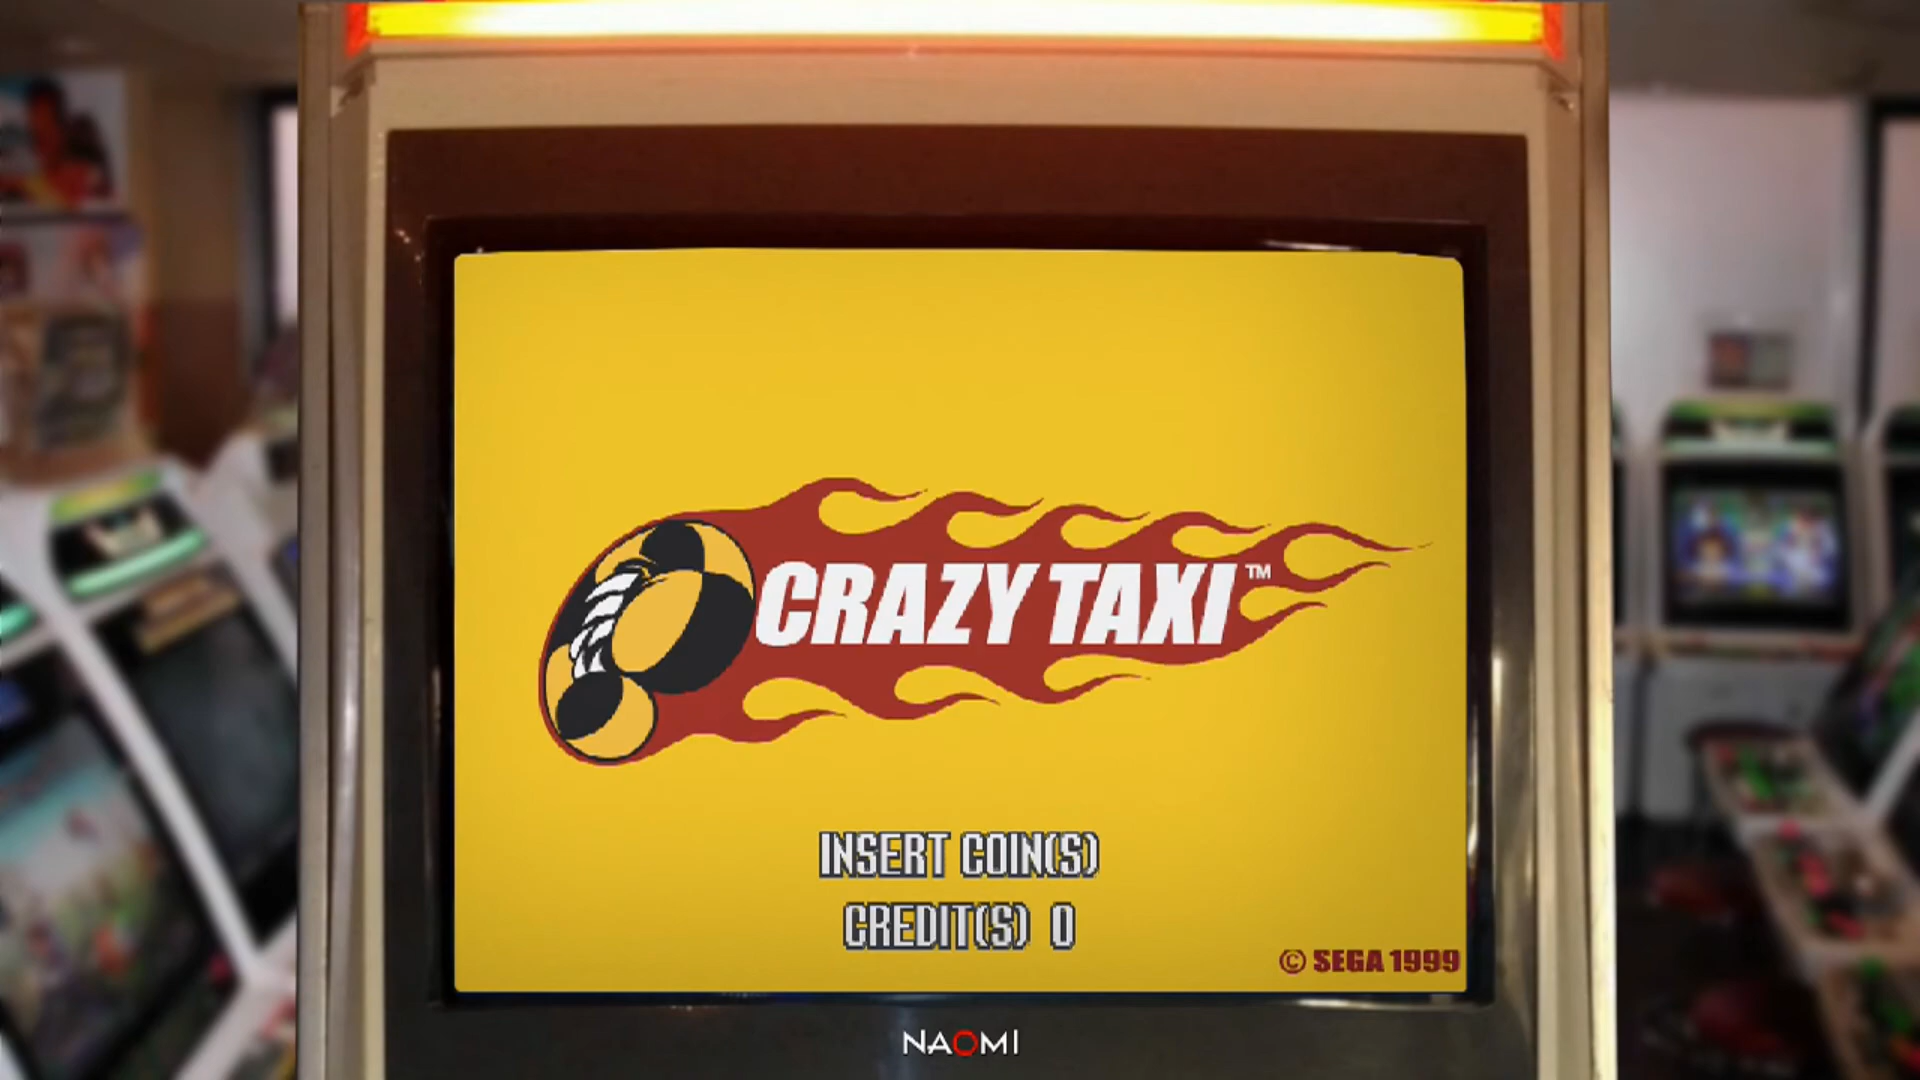 CRAZY TAXI™
INSERT COIN(S)
CREDIT(S) 0
© SEGA 1999
NAOMI